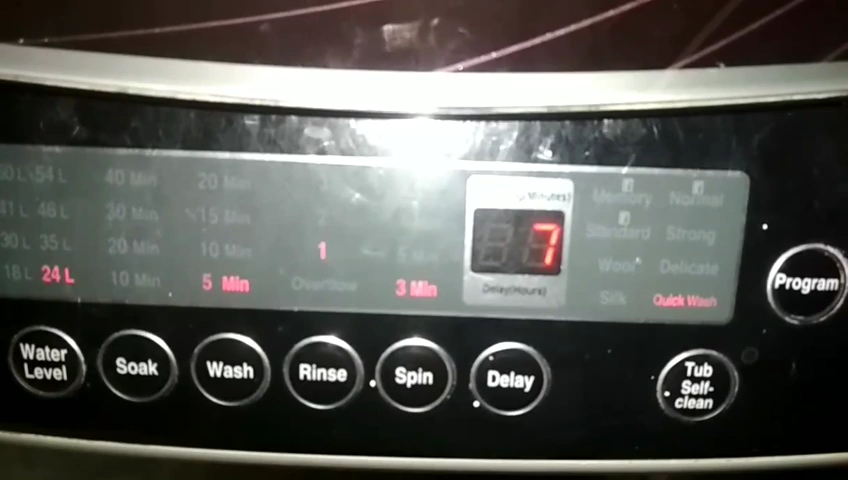 54 L 40 Min 20 Min Memory Normal
41 L 46 L 30 Min 15 Min 2 Standard Strong
30 L 35 L 20 Min 10 Min 1 7 Wool Delicate
18 L 24 L 10 Min 5 Min Overflow 3 Min Delay(Hours) Silk Quick Wash
Program
Water
Level
Soak
Wash
Rinse
Spin
Delay
Tub
Self-
clean